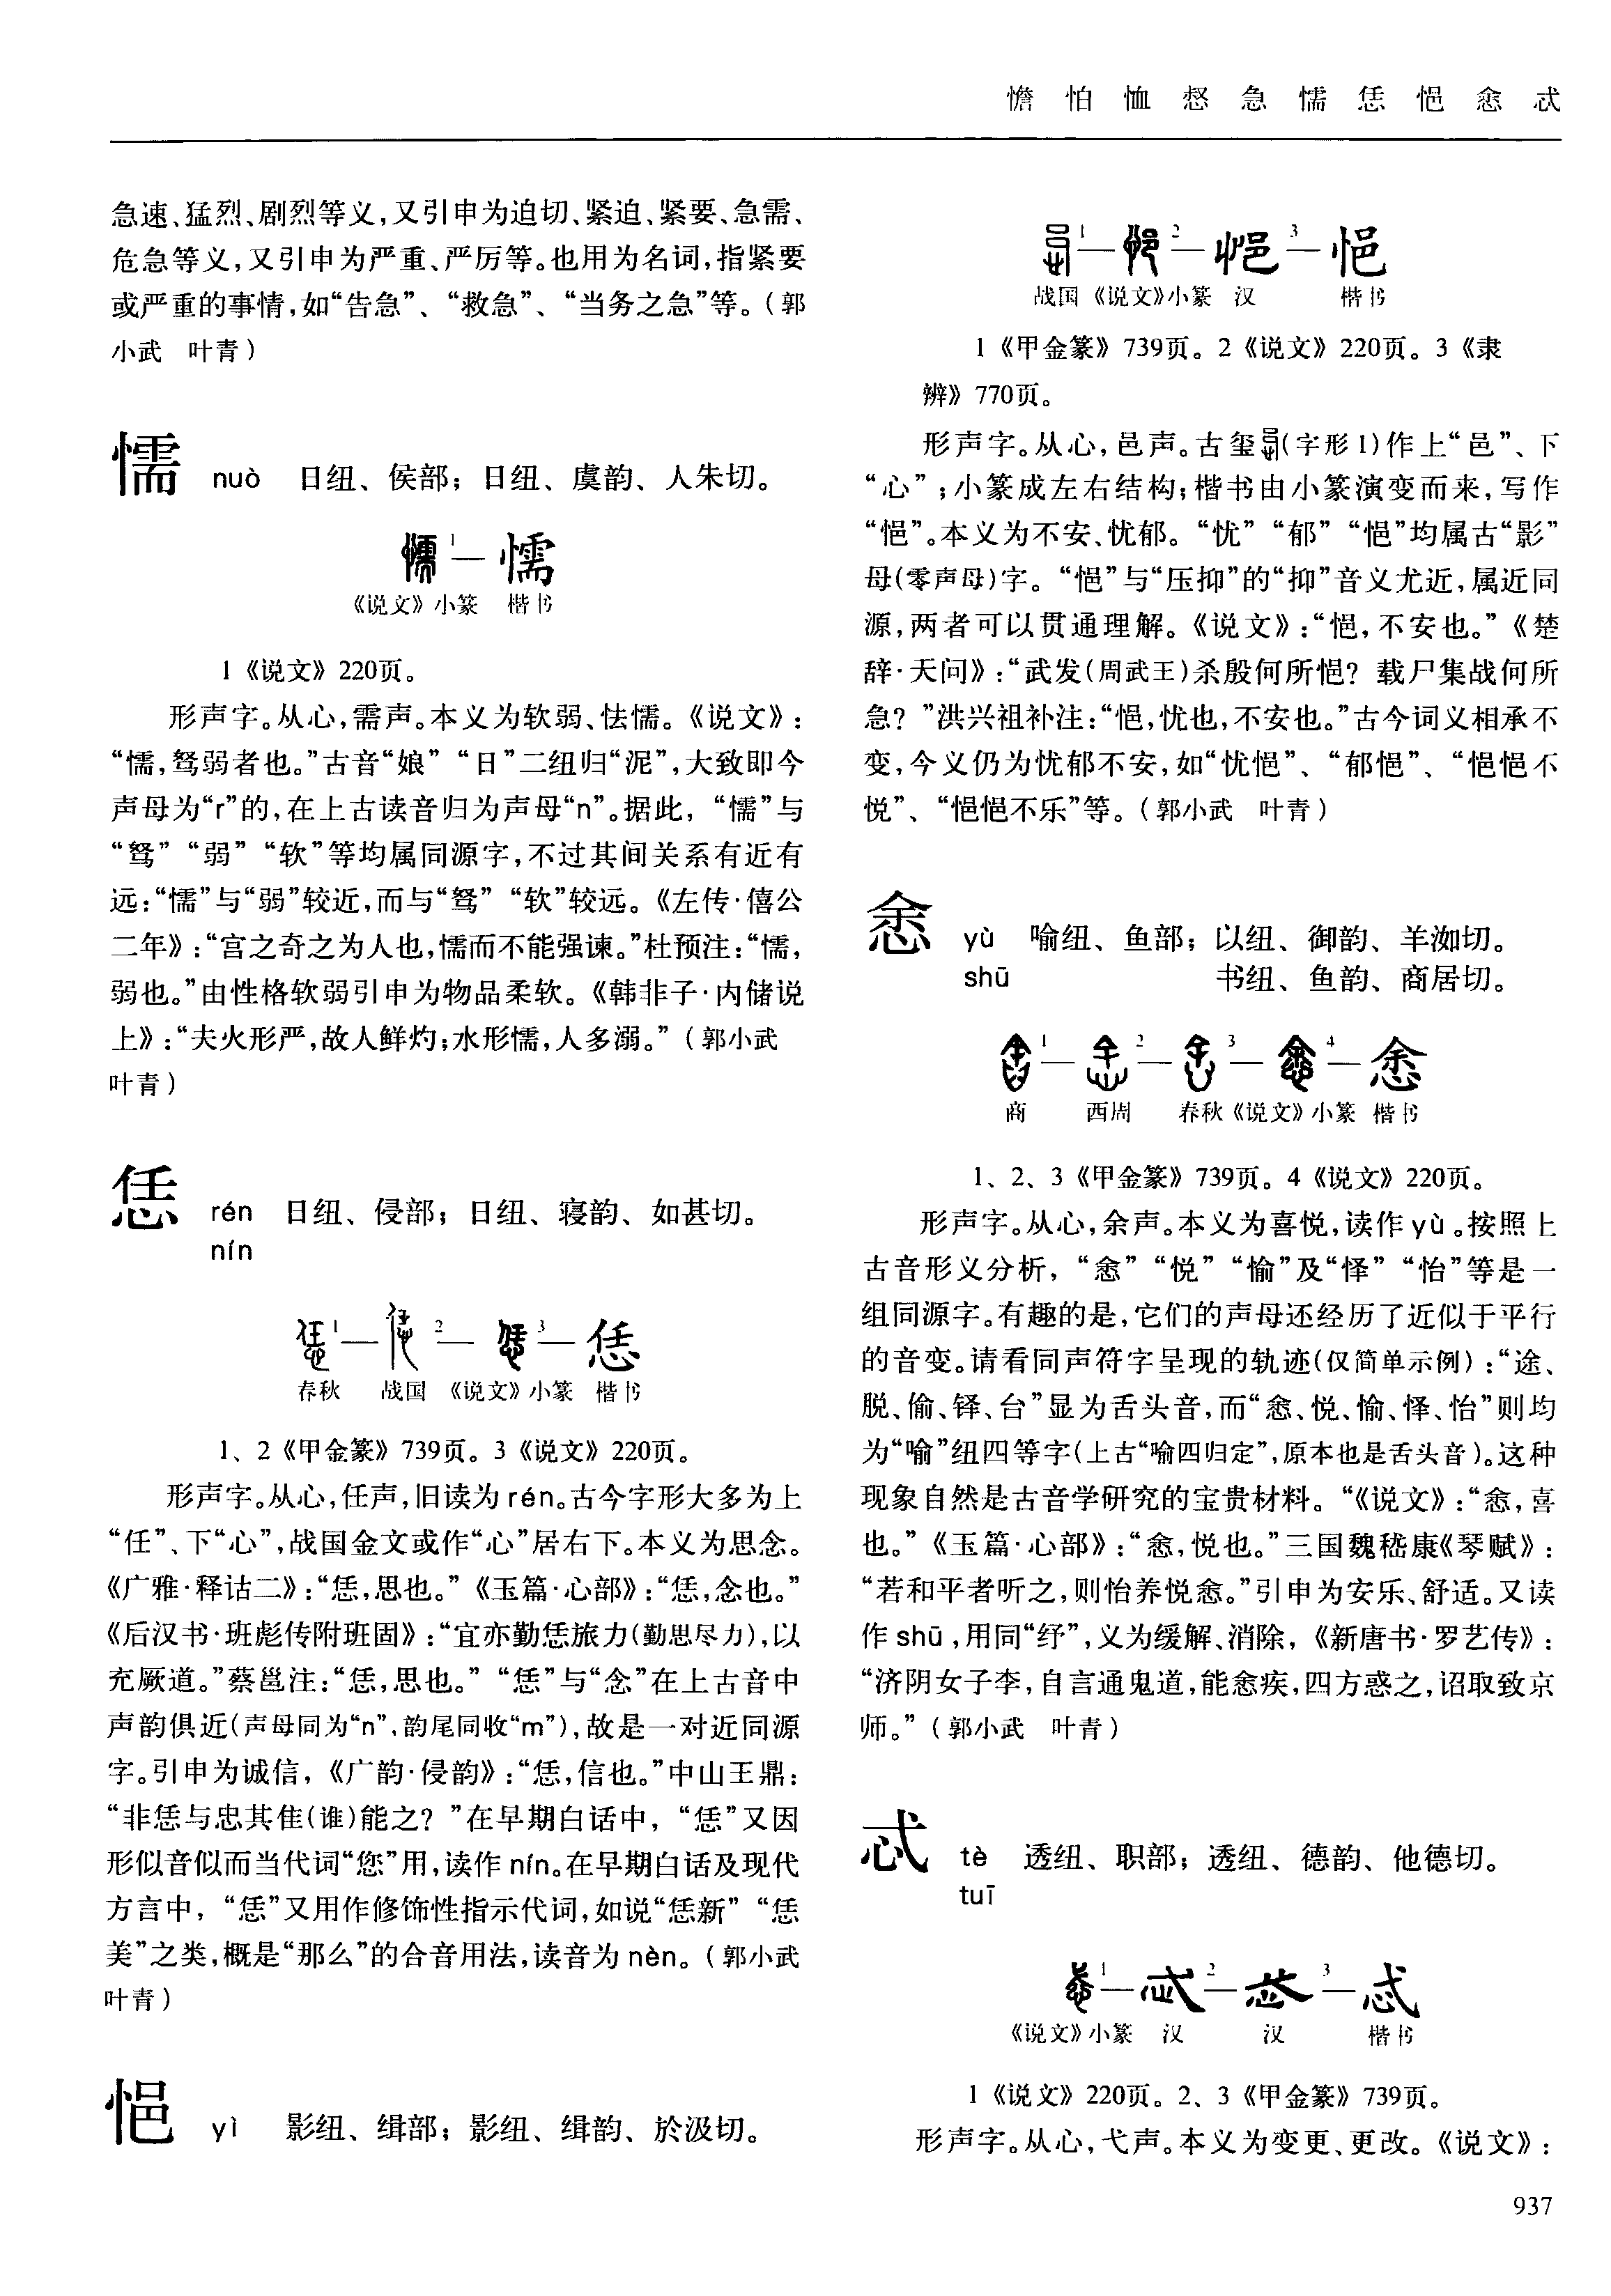 憺 怕 恤 惄 急 懦 恁 悒 悆 忒
急速、猛烈、剧烈等义,又引申为迫切、紧迫、紧要、急需、
危急等义,又引申为严重、严厉等。也用为名词,指紧要
或严重的事情,如“告急”、“救急”、“当务之急”等。(郭
小武 叶青)
懦 nuò 日纽、侯部；日纽、虞韵、人朱切。
1
《说文》小篆 楷书
1《说文》220页。
形声字。从心,需声。本义为软弱、怯懦。《说文》:
“懦,驽弱者也。”古音“娘”“日”二纽归“泥”,大致即今
声母为“r”的,在上古读音归为声母“n”。据此,“懦”与
“驽”“弱”“软”等均属同源字,不过其间关系有近有
远:“懦”与“弱”较近,而与“驽”“软”较远。《左传·僖公
二年》:“宫之奇之为人也,懦而不能强谏。”杜预注:“懦,
弱也。”由性格软弱引申为物品柔软。《韩非子·内储说
上》:“夫火形严,故人鲜灼;水形懦,人多溺。”(郭小武
叶青)
恁 rén 日纽、侵部；日纽、寝韵、如甚切。
nín
1 — 2 — 3 — 恁
春秋 战国 《说文》小篆 楷书
1、2《甲金篆》739页。3《说文》220页。
形声字。从心,任声,旧读为rén。古今字形大多为上
“任”、下“心”,战国金文或作“心”居右下。本义为思念。
《广雅·释诂二》:“恁,思也。”《玉篇·心部》:“恁,念也。”
《后汉书·班彪传附班固》:“宜亦勤恁旅力(勤思尽力),以
充厥道。”蔡邕注:“恁,思也。”“恁”与“念”在上古音中
声韵俱近(声母同为“n”,韵尾同收“m”),故是一对近同源
字。引申为诚信,《广韵·侵韵》:“恁,信也。”中山王鼎:
“非恁与忠其隹(谁)能之?”在早期白话中,“恁”又因
形似音似而当代词“您”用,读作nín。在早期白话及现代
方言中,“恁”又用作修饰性指示代词,如说“恁新”“恁
美”之类,概是“那么”的合音用法,读音为nèn。(郭小武
叶青)
悒 yì 影纽、缉部；影纽、缉韵、於汲切。
1 — 2 — 3 — 悒
战国 《说文》小篆 汉 楷书
1《甲金篆》739页。2《说文》220页。3《隶
辨》770页。
形声字。从心,邑声。古玺(字形1)作上“邑”、下
“心”;小篆成左右结构;楷书由小篆演变而来,写作
“悒”。本义为不安、忧郁。“忧”“郁”“悒”均属古“影”
母(零声母)字。“悒”与“压抑”的“抑”音义尤近,属近同
源,两者可以贯通理解。《说文》:“悒,不安也。”《楚
辞·天问》:“武发(周武王)杀殷何所悒?载尸集战何所
急?”洪兴祖补注:“悒,忧也,不安也。”古今词义相承不
变,今义仍为忧郁不安,如“忧悒”、“郁悒”、“悒悒不
悦”、“悒悒不乐”等。(郭小武 叶青)
悆 yù 喻纽、鱼部；以纽、御韵、羊洳切。
shū 书纽、鱼韵、商居切。
1 — 2 — 3 — 4 — 悆
商 西周 春秋 《说文》小篆 楷书
1、2、3《甲金篆》739页。4《说文》220页。
形声字。从心,余声。本义为喜悦,读作yù。按照上
古音形义分析,“悆”“悦”“愉”及“怿”“怡”等是一
组同源字。有趣的是,它们的声母还经历了近似于平行
的音变。请看同声符字呈现的轨迹(仅简单示例):“途、
脱、偷、铎、台”显为舌头音,而“悆、悦、愉、怿、怡”则均
为“喻”纽四等字(上古“喻四归定”,原本也是舌头音)。这种
现象自然是古音学研究的宝贵材料。“《说文》:“悆,喜
也。”《玉篇·心部》:“悆,悦也。”三国魏嵇康《琴赋》:
“若和平者听之,则怡养悦悆。”引申为安乐、舒适。又读
作shū,用同“纾”,义为缓解、消除,《新唐书·罗艺传》:
“济阴女子李,自言通鬼道,能悆疾,四方惑之,诏取致京
师。”(郭小武 叶青)
忒 tè 透纽、职部；透纽、德韵、他德切。
tuī
1 — 2 — 3 — 忒
《说文》小篆 汉 汉 楷书
1《说文》220页。2、3《甲金篆》739页。
形声字。从心,弋声。本义为变更、更改。《说文》:
937